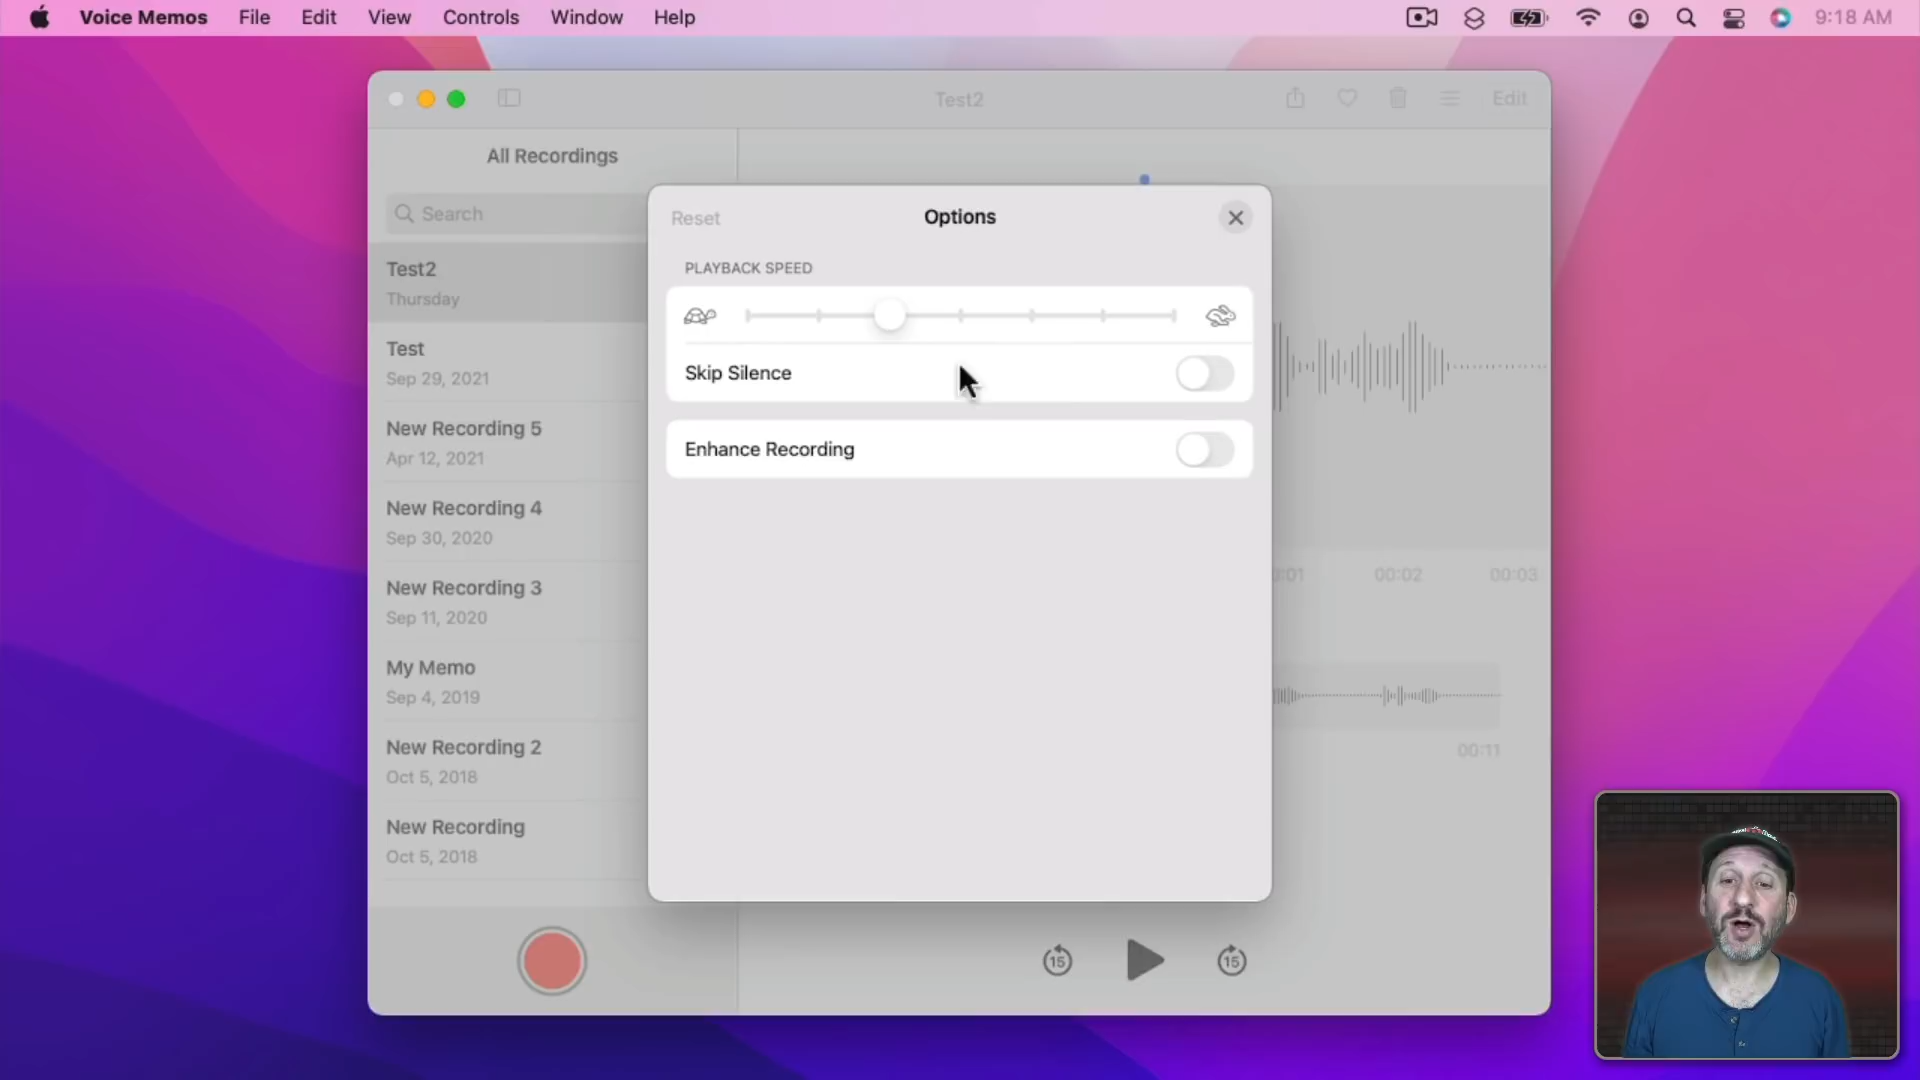 Voice Memos File Edit View Controls Window Help 9:18 AM
Test2 Edit
All Recordings
Search
Test2
Thursday
Test
Sep 29, 2021
New Recording 5
Apr 12, 2021
New Recording 4
Sep 30, 2020
New Recording 3
Sep 11, 2020
My Memo
Sep 4, 2019
New Recording 2
Oct 5, 2018
New Recording
Oct 5, 2018
Reset Options
PLAYBACK SPEED
Skip Silence
Enhance Recording
00:02 00:03
00:11
15 15